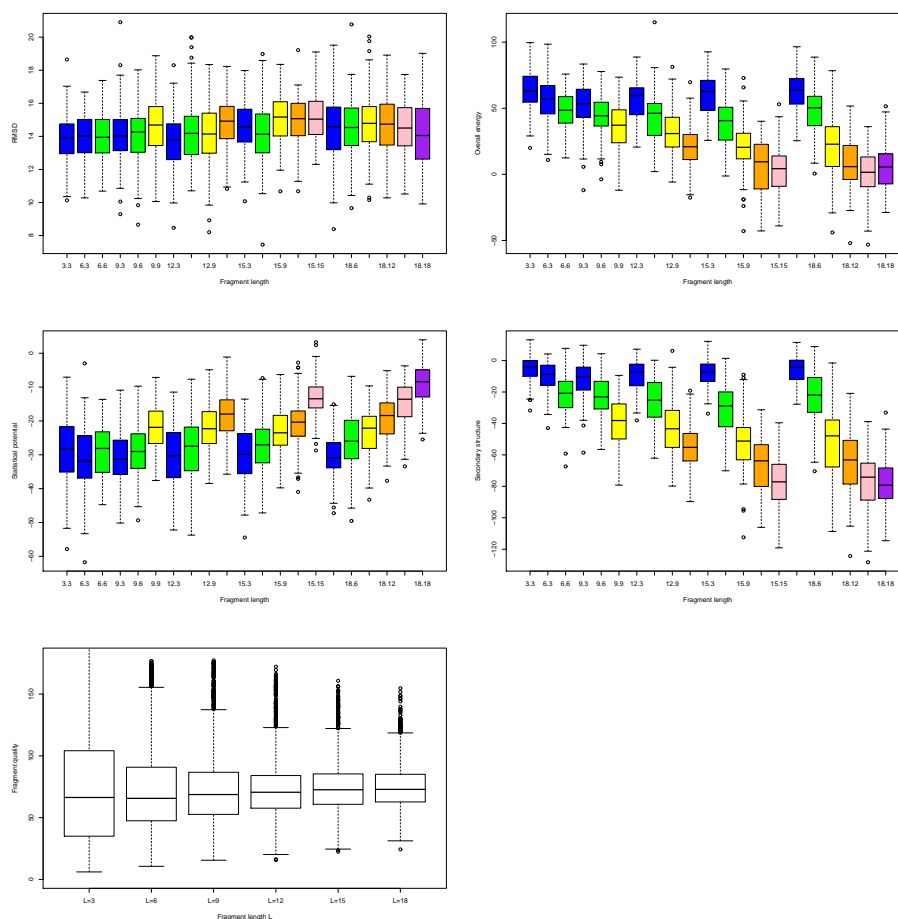 RMSD
20
18
16
14
12
10
8
3.3 6.3 6.6 9.3 9.6 9.9 12.3 12.9 15.3 15.9 15.15 18.6 18.12 18.18
Fragment length
Overall energy
100
50
0
−50
3.3 6.3 6.6 9.3 9.6 9.9 12.3 12.9 15.3 15.9 15.15 18.6 18.12 18.18
Fragment length
Statistical potential
0
−10
−20
−30
−40
−50
−60
3.3 6.3 6.6 9.3 9.6 9.9 12.3 12.9 15.3 15.9 15.15 18.6 18.12 18.18
Fragment length
Secondary structure
0
−20
−40
−60
−80
−100
−120
3.3 6.3 6.6 9.3 9.6 9.9 12.3 12.9 15.3 15.9 15.15 18.6 18.12 18.18
Fragment length
Fragment quality
150
100
50
0
L=3 L=6 L=9 L=12 L=15 L=18
Fragment length L